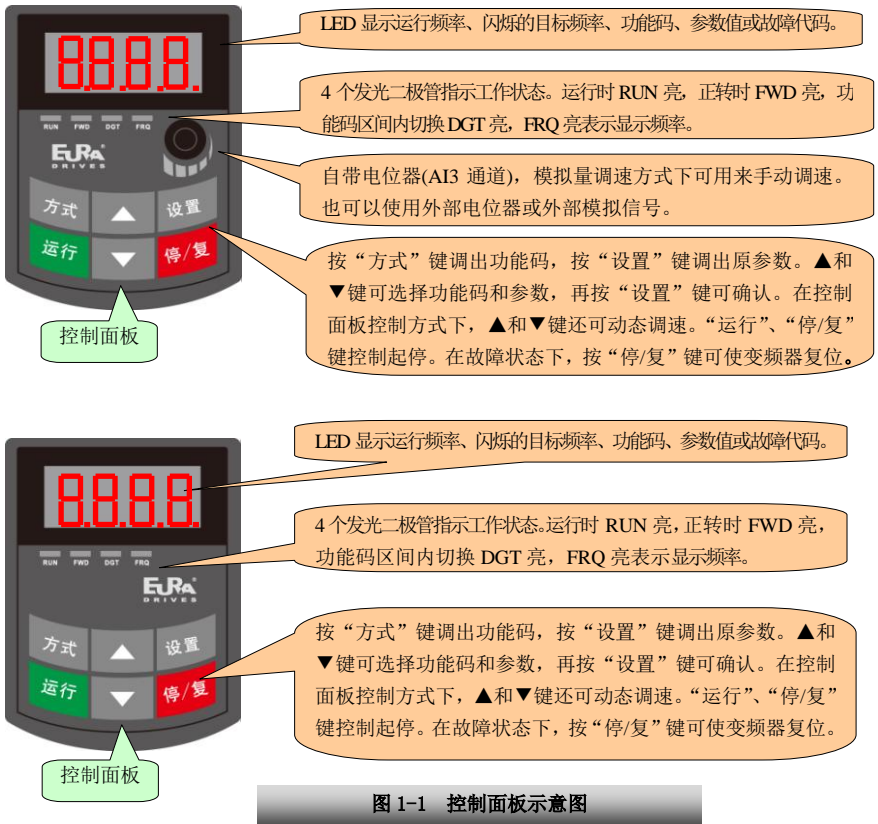 LED 显示运行频率、闪烁的目标频率、功能码、参数值或故障代码。
8.8.8.8.
4 个发光二极管指示工作状态。运行时 RUN 亮，正转时 FWD 亮，功
能码区间内切换 DGT 亮，FRQ 亮表示显示频率。
RUN FWD DGT FRQ
EURA
DRIVES
自带电位器(AI3 通道)，模拟量调速方式下可用来手动调速。
也可以使用外部电位器或外部模拟信号。
方式 ▲ 设置
运行 ▼ 停/复
按“方式”键调出功能码，按“设置”键调出原参数。▲和
▼键可选择功能码和参数，再按“设置”键可确认。在控制
面板控制方式下，▲和▼键还可动态调速。“运行”、“停/复”
键控制起停。在故障状态下，按“停/复”键可使变频器复位。
控制面板
LED 显示运行频率、闪烁的目标频率、功能码、参数值或故障代码。
8.8.8.8.
4 个发光二极管指示工作状态。运行时 RUN 亮，正转时 FWD 亮，
功能码区间内切换 DGT 亮，FRQ 亮表示显示频率。
RUN FWD DGT FRQ
EURA
DRIVES
方式 ▲ 设置
运行 ▼ 停/复
按“方式”键调出功能码，按“设置”键调出原参数。▲和
▼键可选择功能码和参数，再按“设置”键可确认。在控制
面板控制方式下，▲和▼键还可动态调速。“运行”、“停/复”
键控制起停。在故障状态下，按“停/复”键可使变频器复位。
控制面板
图 1-1 控制面板示意图